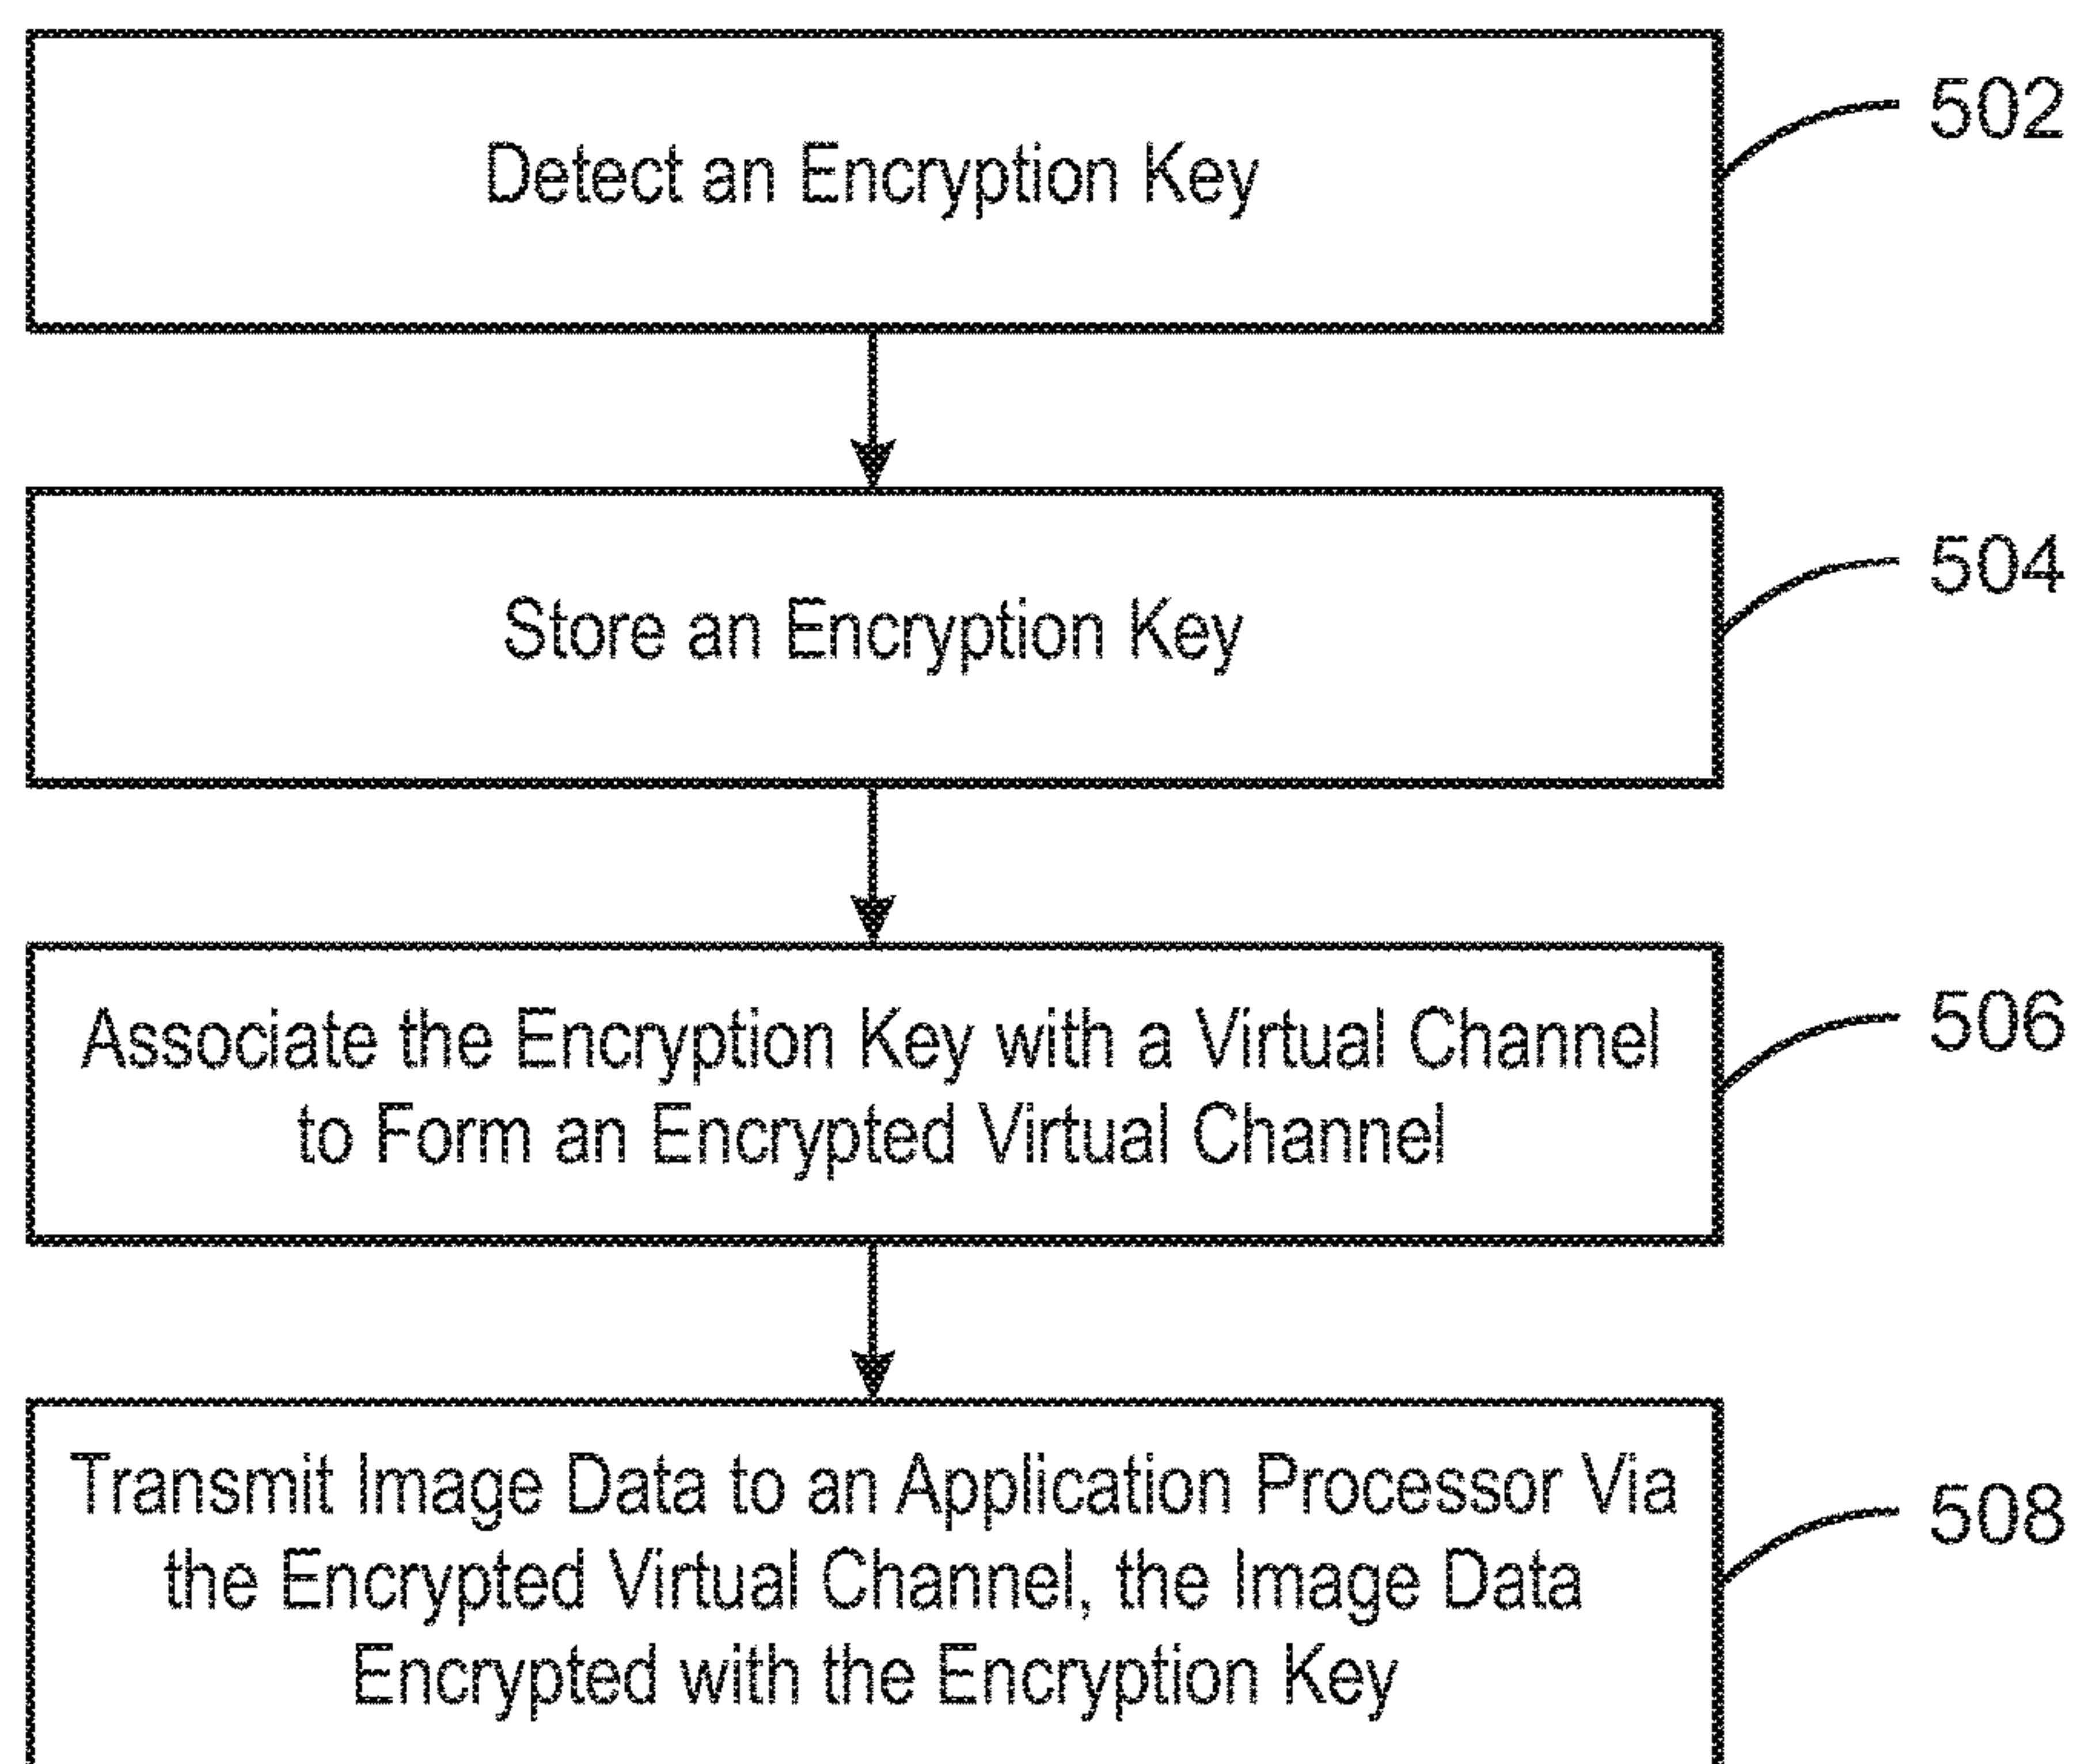 Detect an Encryption Key
502
Store an Encryption Key
504
Associate the Encryption Key with a Virtual Channel
to Form an Encrypted Virtual Channel
506
Transmit Image Data to an Application Processor Via
the Encrypted Virtual Channel, the Image Data
Encrypted with the Encryption Key
508